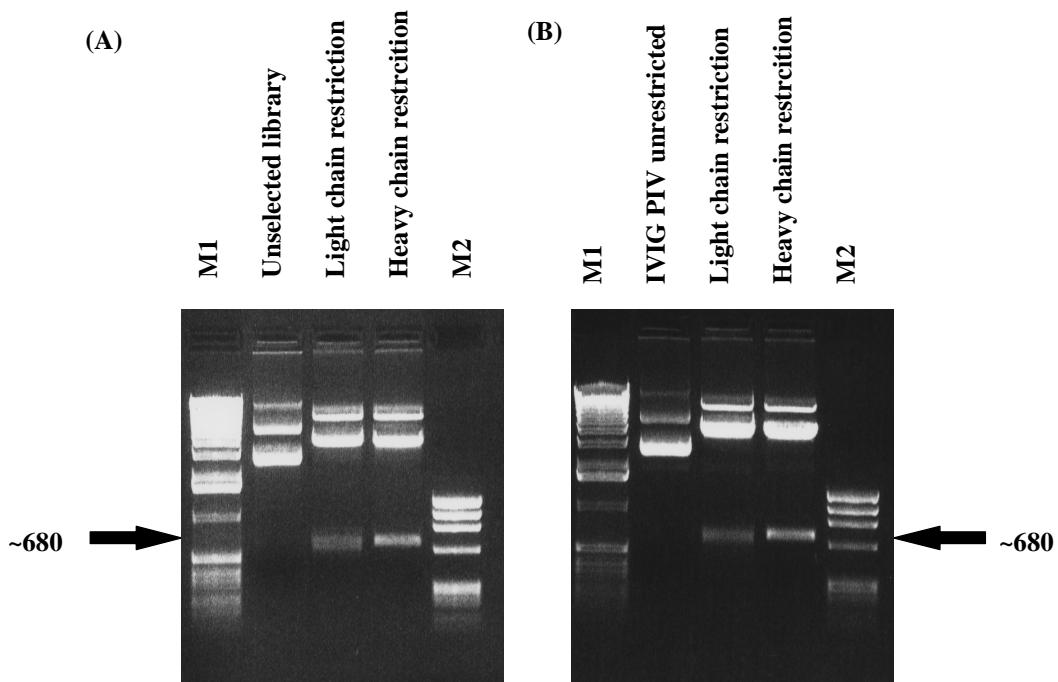 (A)
M1
Unselected library
Light chain restriction
Heavy chain restrcition
M2
~680
(B)
M1
IVIG PIV unrestricted
Light chain restriction
Heavy chain restrcition
M2
~680